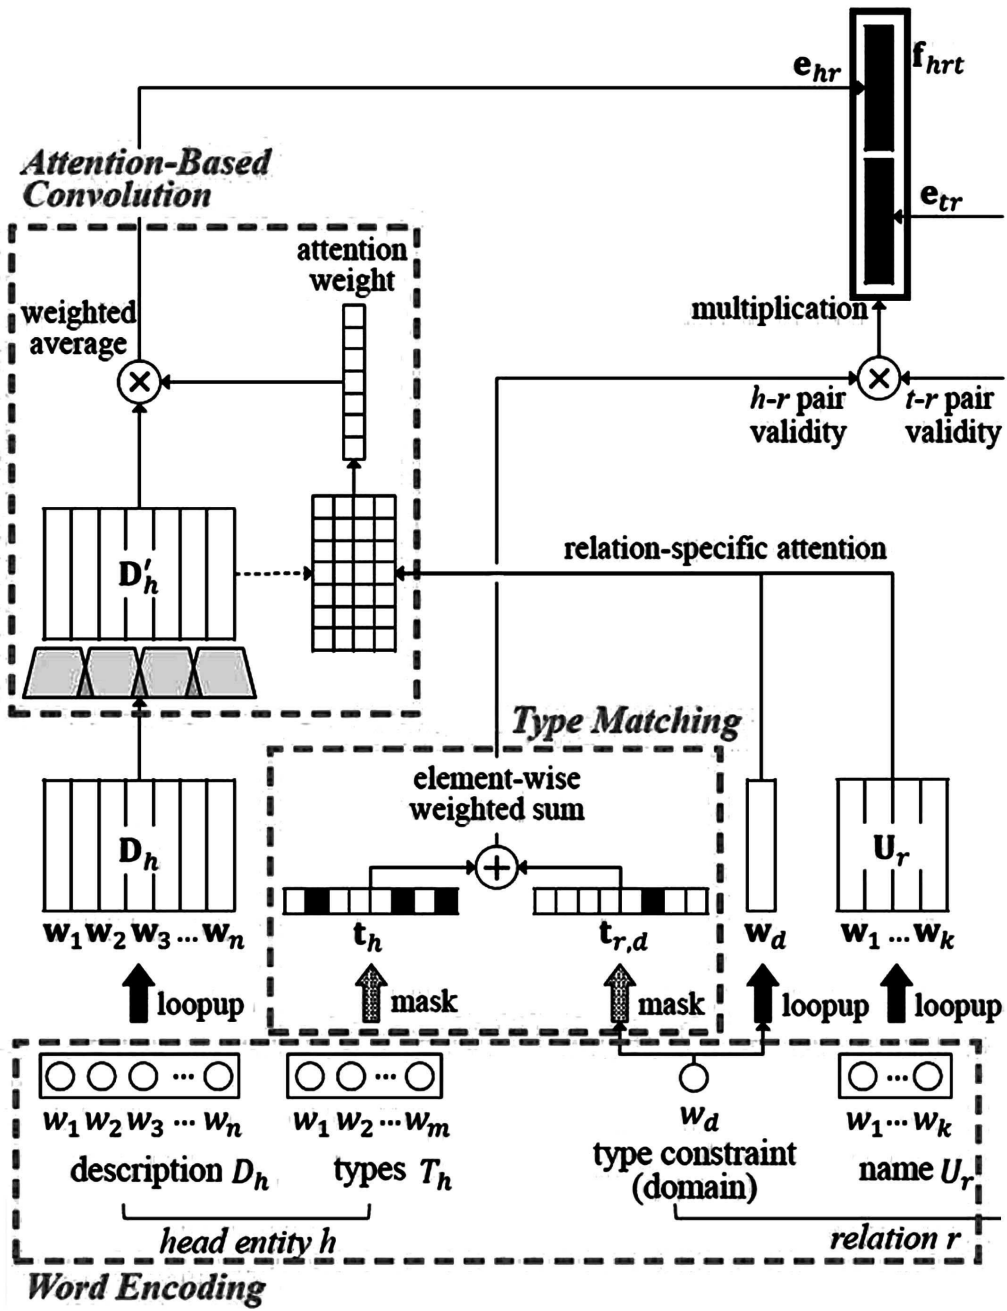 e_hr
f_hrt
Attention-Based
Convolution
e_tr
attention
weight
weighted
average
multiplication
h-r pair
validity
t-r pair
validity
relation-specific attention
D'_h
Type Matching
element-wise
weighted sum
D_h
U_r
w_1 w_2 w_3 ... w_n
t_h
t_r,d
w_d
w_1 ... w_k
loopup
mask
mask
loopup
loopup
...
...
...
w_1 w_2 w_3 ... w_n
w_1 w_2 ... w_m
w_d
w_1 ... w_k
description D_h
types T_h
type constraint
(domain)
name U_r
head entity h
relation r
Word Encoding